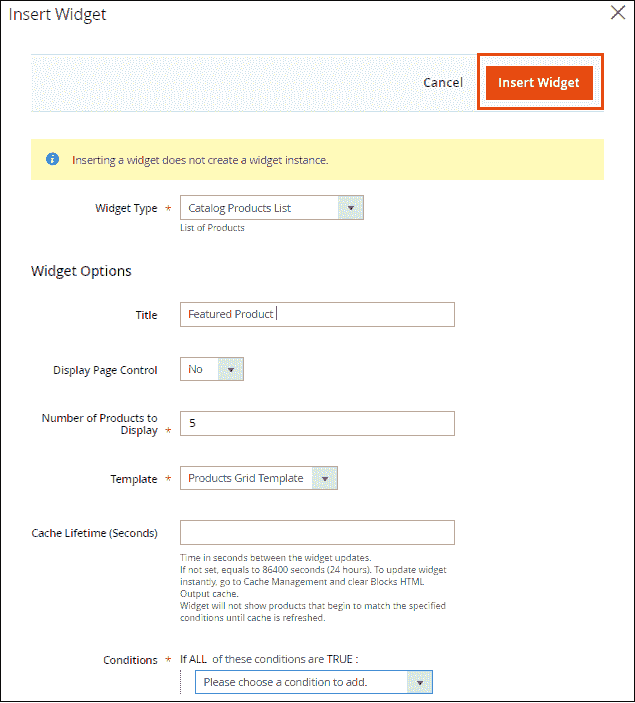 Insert Widget
Cancel
Insert Widget
Inserting a widget does not create a widget instance.
Widget Type * Catalog Products List
List of Products
Widget Options
Title Featured Product
Display Page Control No
Number of Products to
Display * 5
Template * Products Grid Template
Cache Lifetime (Seconds)
Time in seconds between the widget updates.
If not set, equals to 86400 seconds (24 hours). To update widget
instantly, go to Cache Management and clear Blocks HTML
Output cache.
Widget will not show products that begin to match the specified
conditions until cache is refreshed.
Conditions * If ALL of these conditions are TRUE :
Please choose a condition to add.